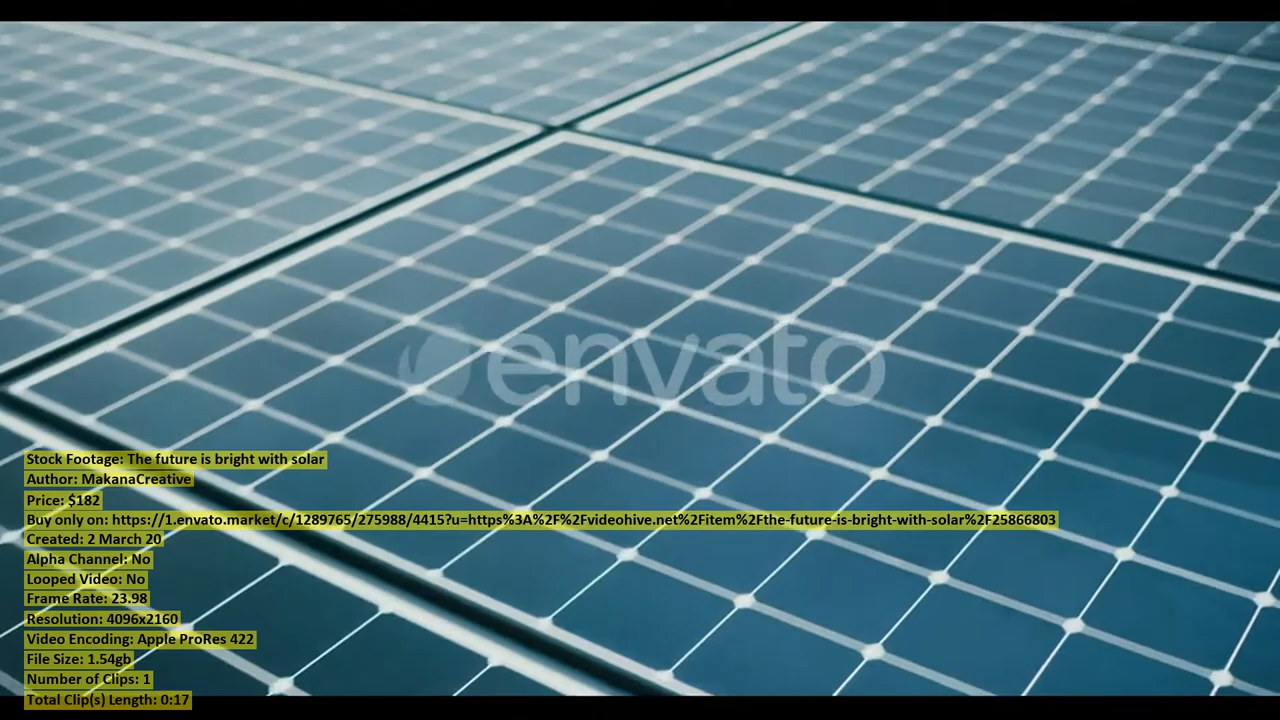 envato
Stock Footage: The future is bright with solar
Author: MakanaCreative
Price: $182
Buy only on: https://1.envato.market/c/1289765/275988/4415?u=https%3A%2F%2Fvideohive.net%2Fitem%2Fthe-future-is-bright-with-solar%2F25866803
Created: 2 March 20
Alpha Channel: No
Looped Video: No
Frame Rate: 23.98
Resolution: 4096x2160
Video Encoding: Apple ProRes 422
File Size: 1.54gb
Number of Clips: 1
Total Clip(s) Length: 0:17